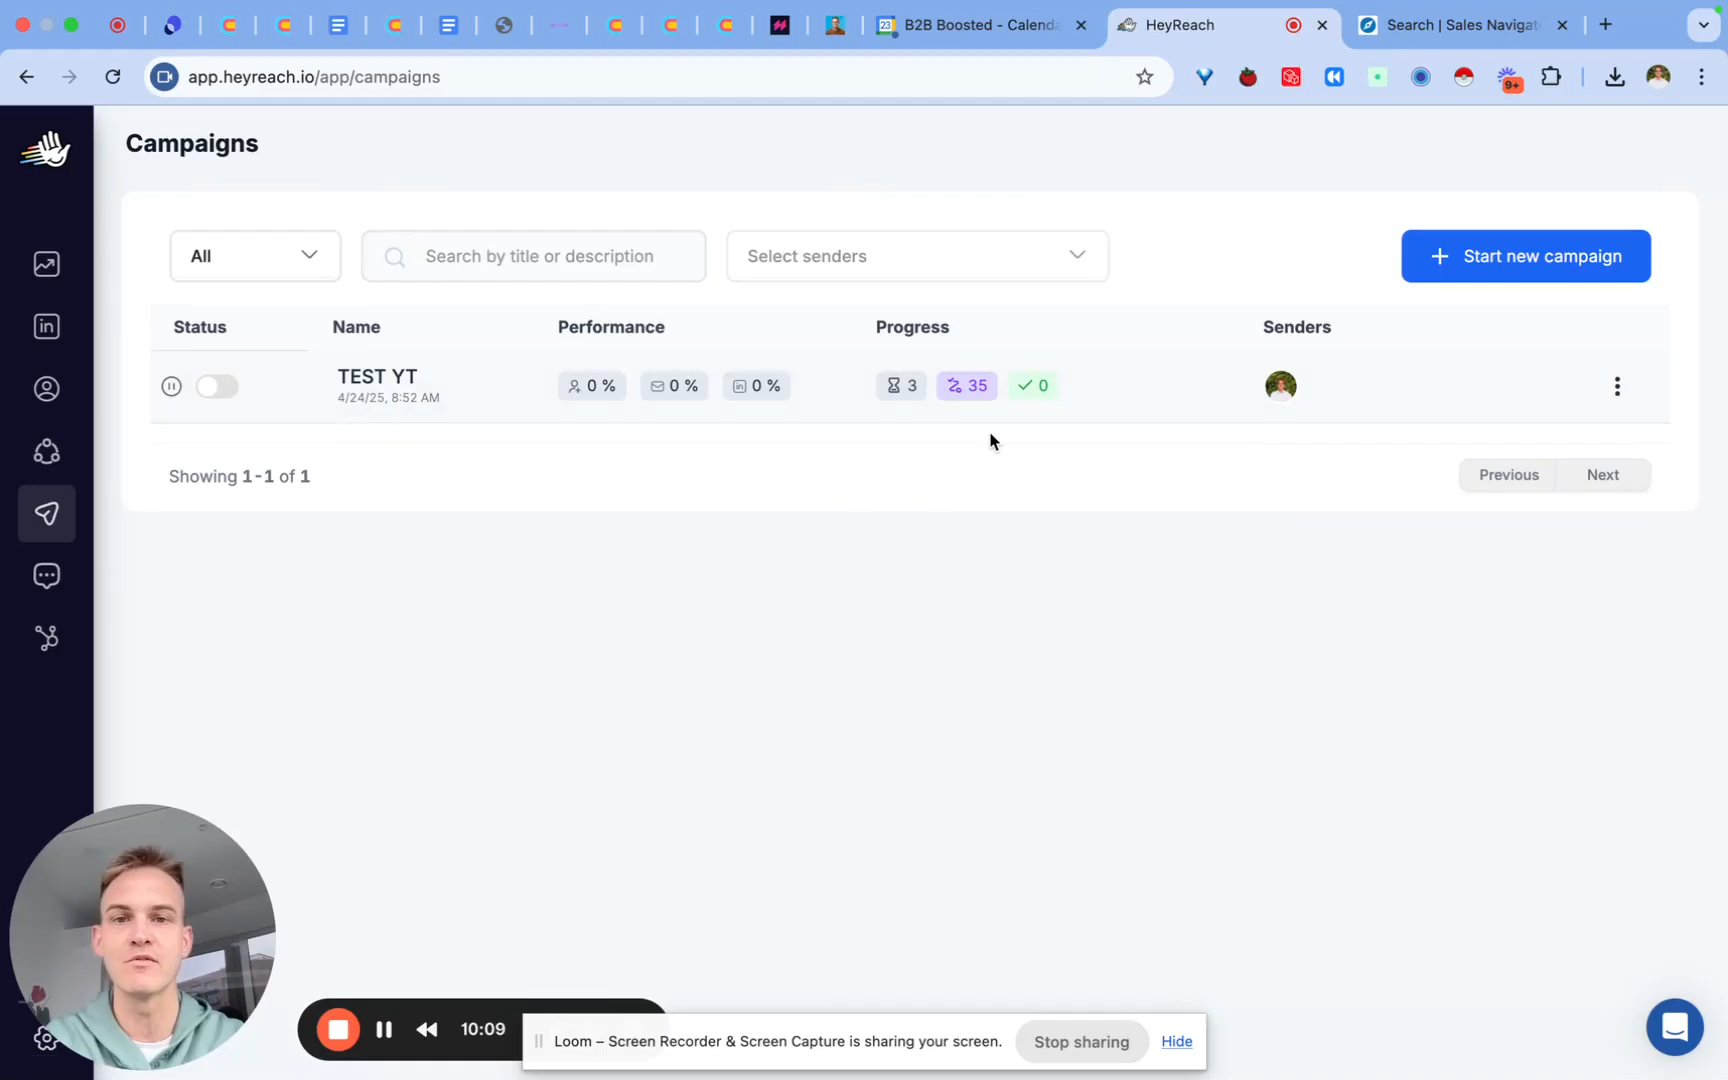 B2B Boosted - Calenda
HeyReach
Search | Sales Navigat
app.heyreach.io/app/campaigns
9+
Campaigns
All
Search by title or description
Select senders
+ Start new campaign
Status Name Performance Progress Senders
TEST YT
4/24/25, 8:52 AM
0 % 0 % 0 % 3 35 0
Showing 1-1 of 1
Previous Next
10:09
Loom – Screen Recorder & Screen Capture is sharing your screen.
Stop sharing
Hide